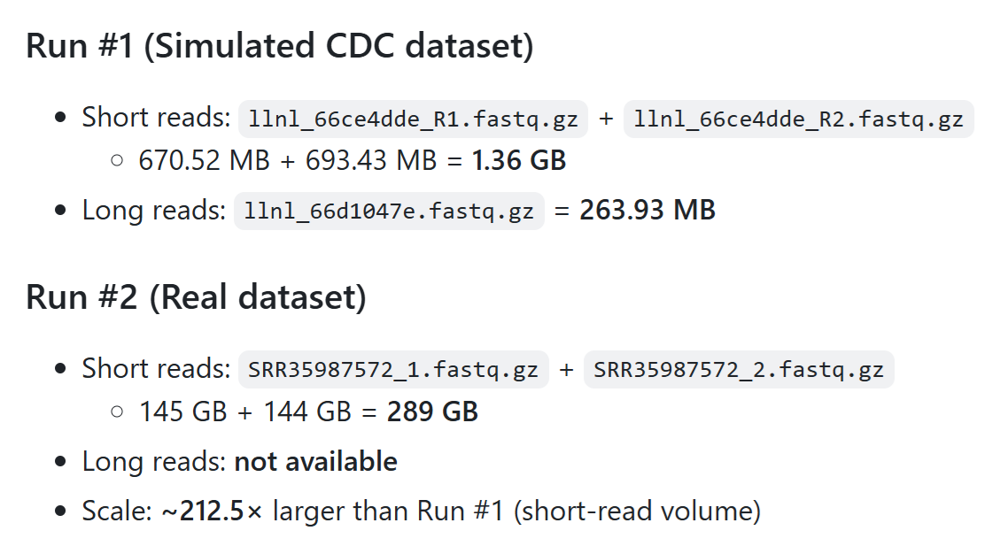 Run #1 (Simulated CDC dataset)
• Short reads: llnl_66ce4dde_R1.fastq.gz + llnl_66ce4dde_R2.fastq.gz
○ 670.52 MB + 693.43 MB = 1.36 GB
• Long reads: llnl_66d1047e.fastq.gz = 263.93 MB
Run #2 (Real dataset)
• Short reads: SRR35987572_1.fastq.gz + SRR35987572_2.fastq.gz
○ 145 GB + 144 GB = 289 GB
• Long reads: not available
• Scale: ~212.5× larger than Run #1 (short-read volume)